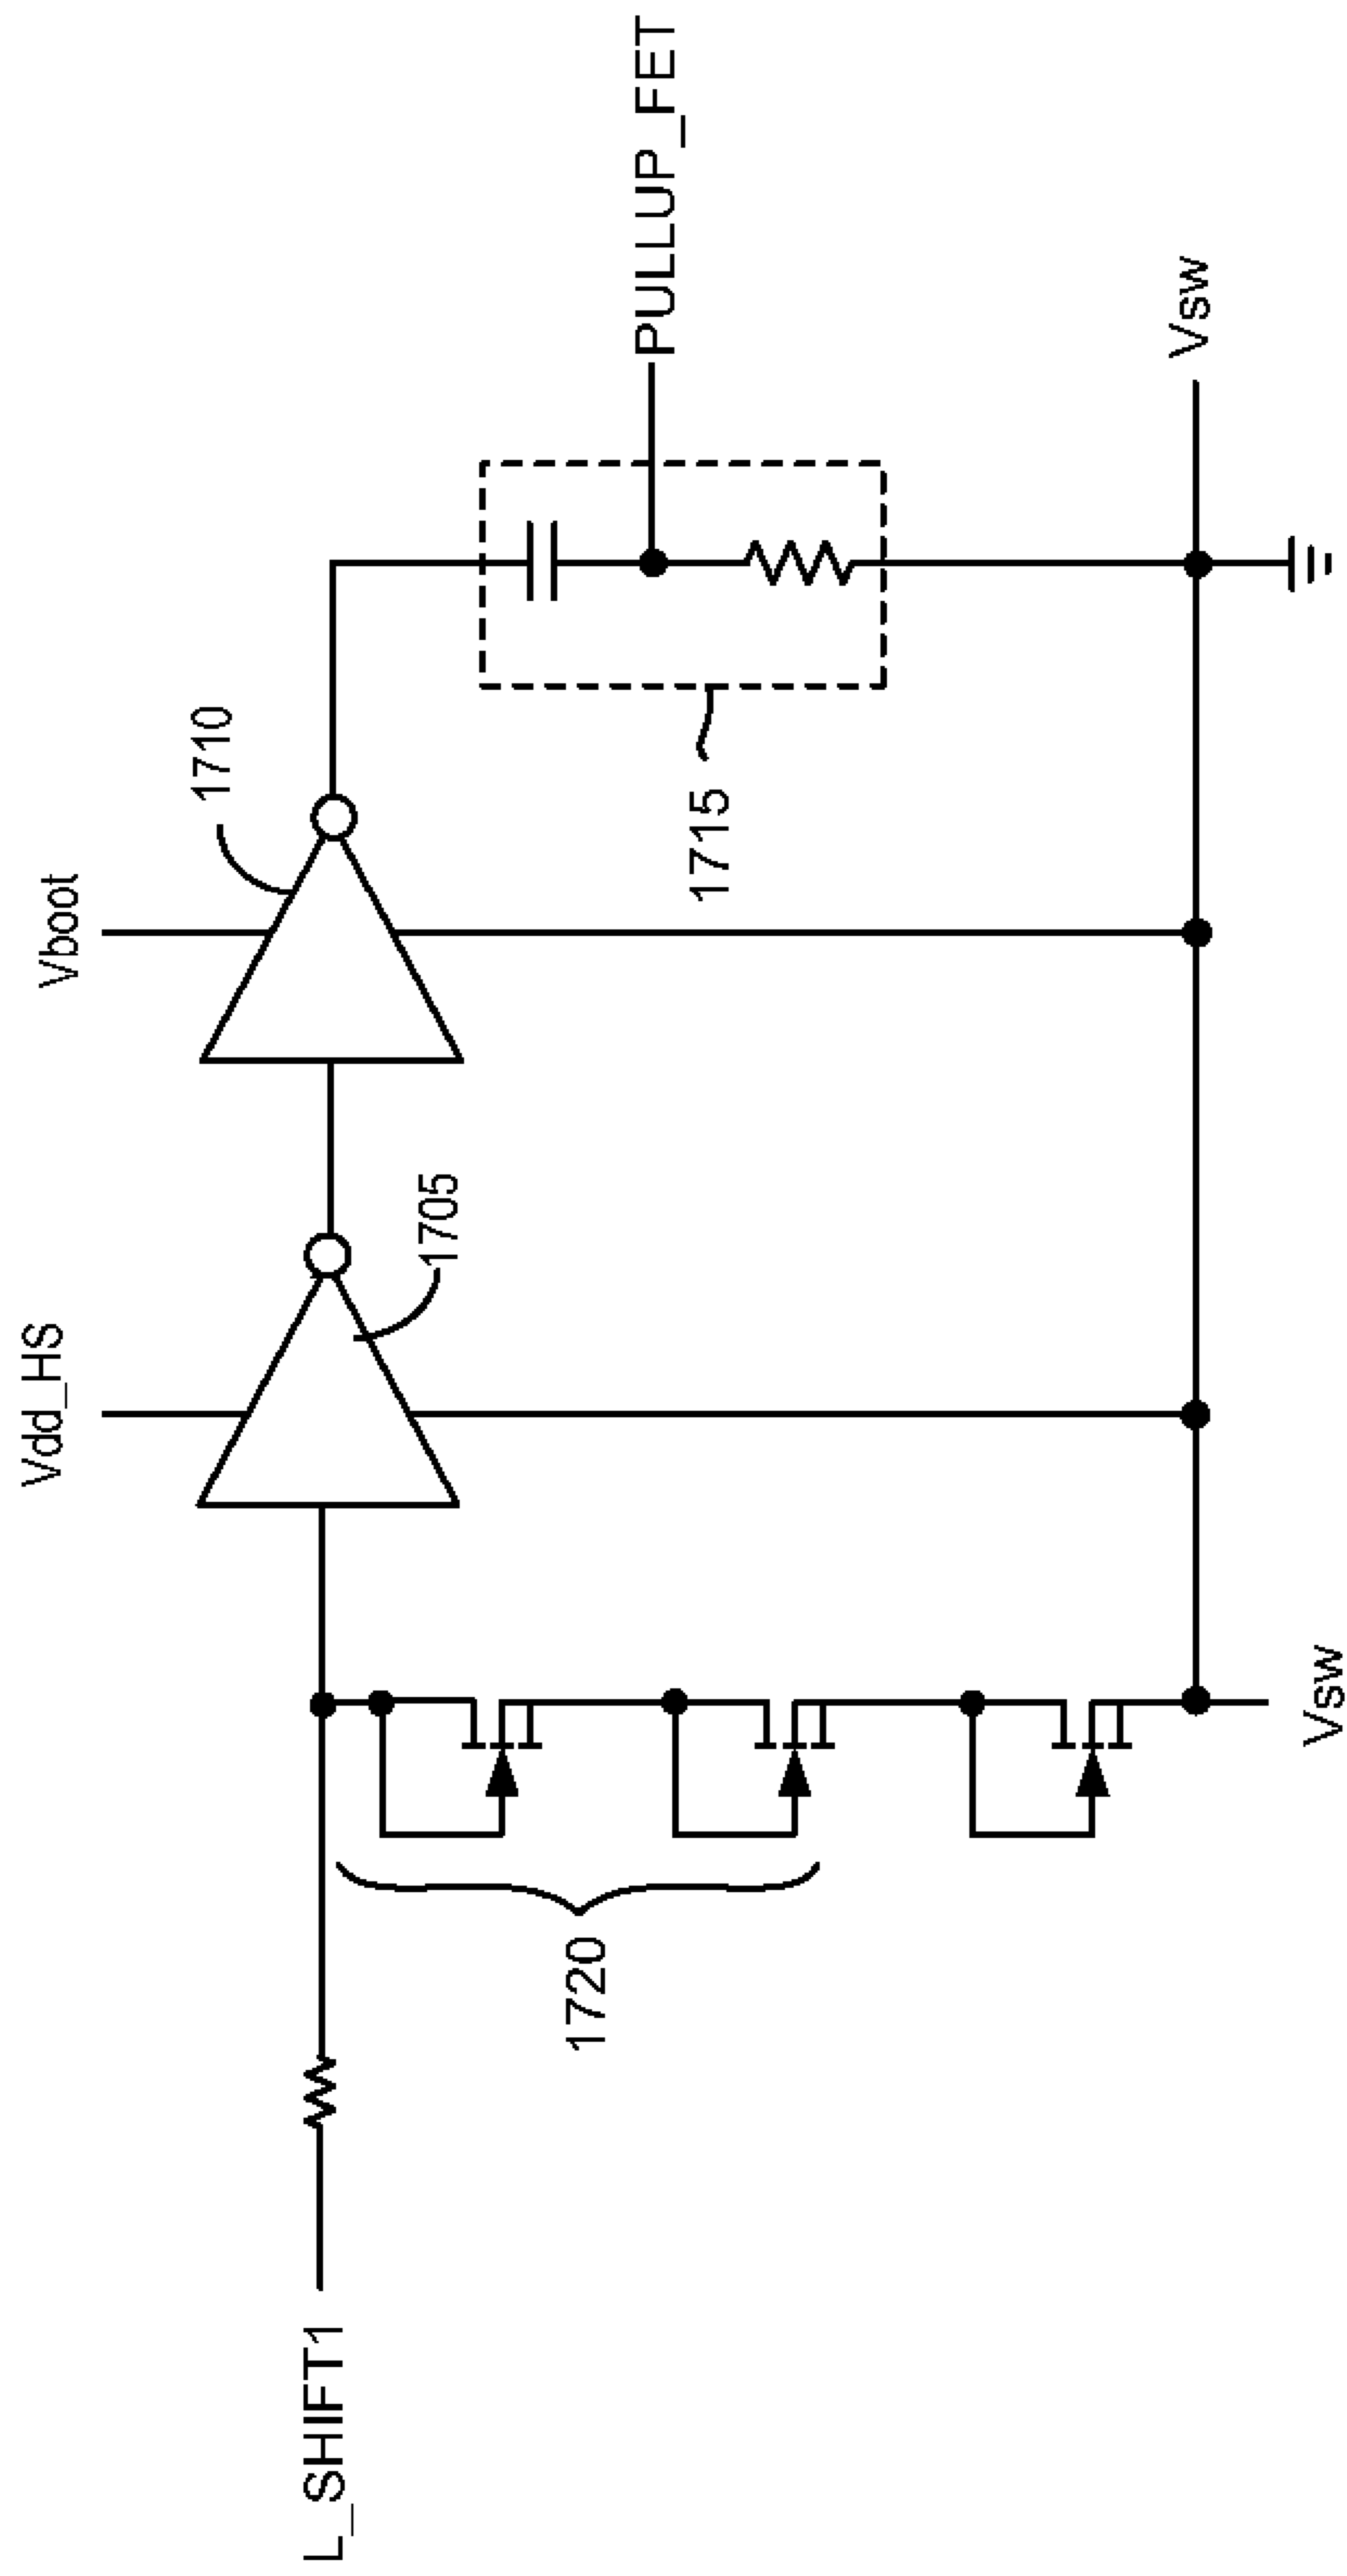 Vdd_HS
Vboot
1710
L_SHIFT1
1705
PULLUP_FET
1715
1720
Vsw
Vsw